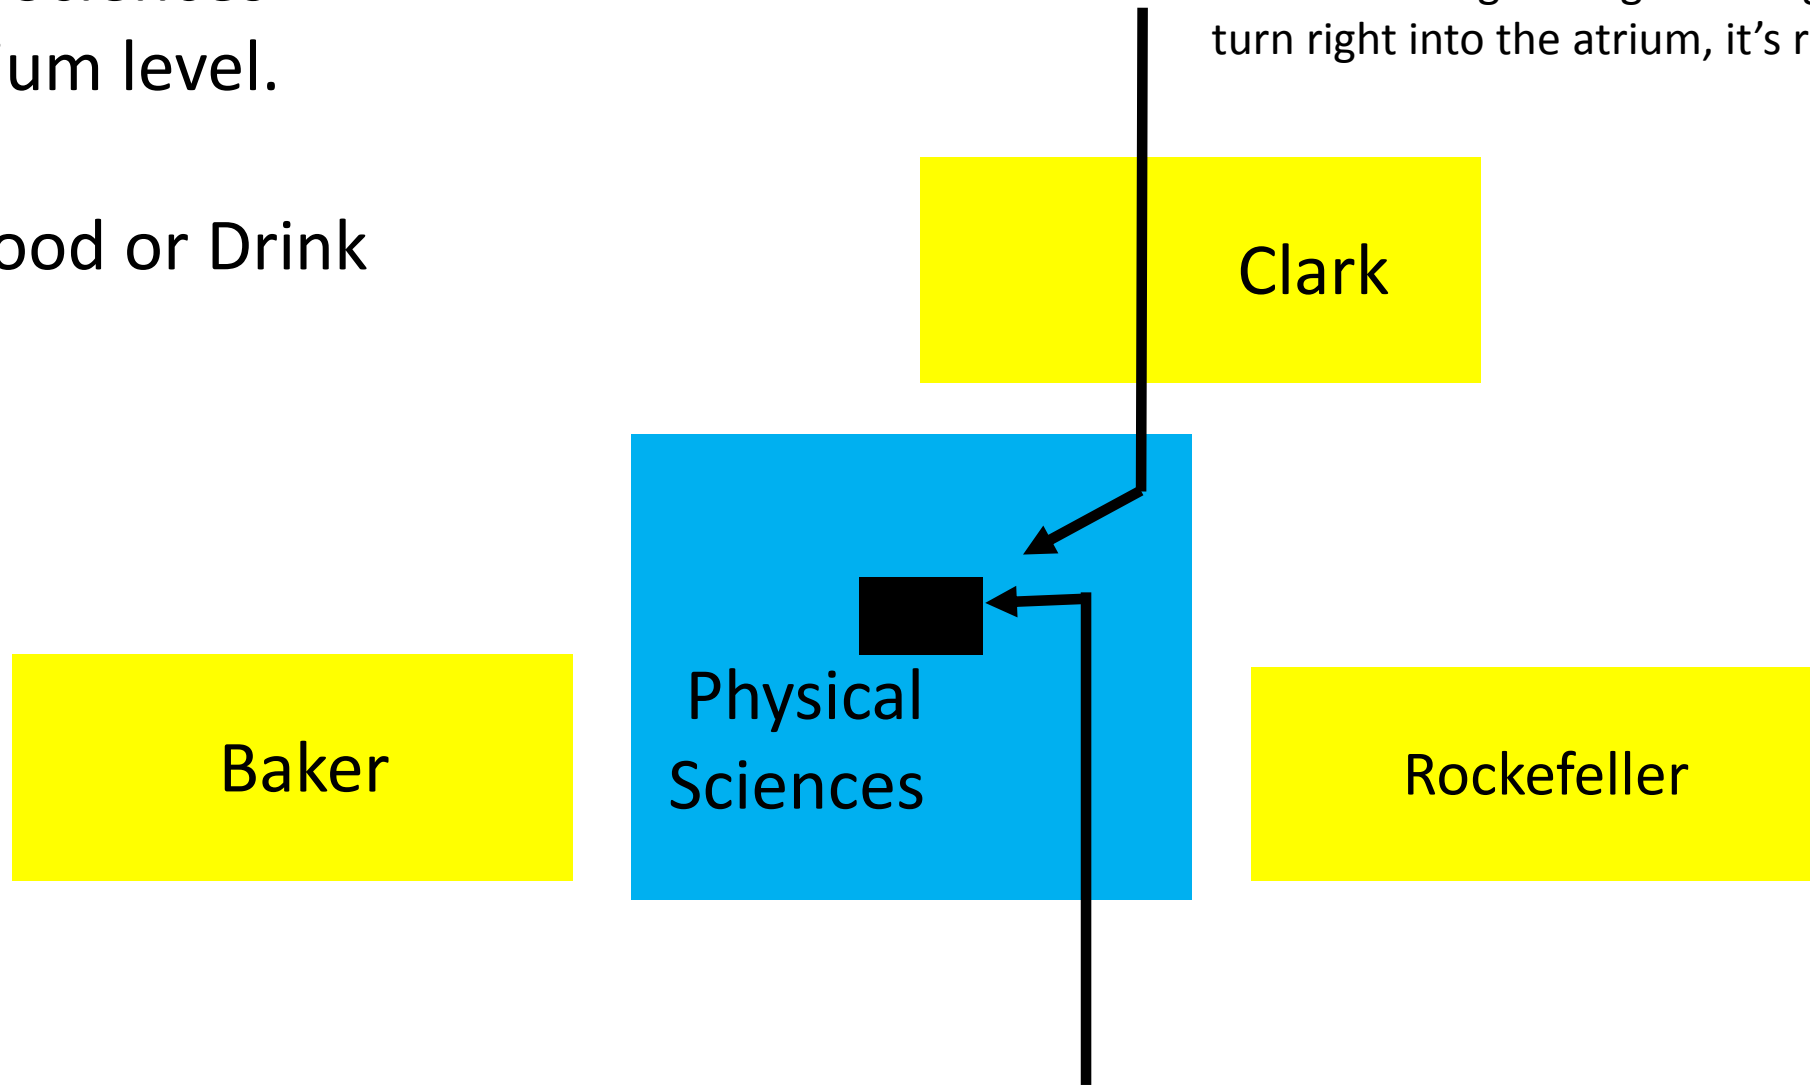 um level.
ood or Drink
turn right into the atrium, it’s r
Clark
Physical
Sciences
Baker
Rockefeller